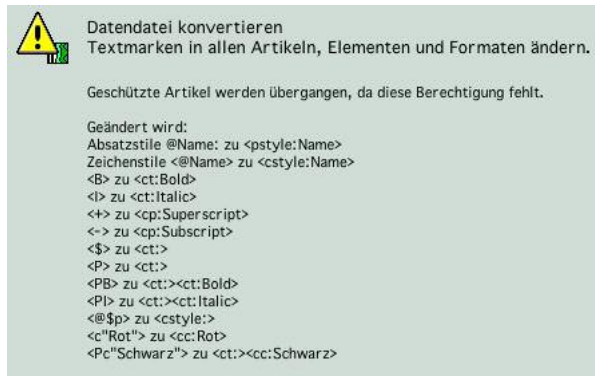 Datendatei konvertieren
Textmarken in allen Artikeln, Elementen und Formaten ändern.
Geschützte Artikel werden übergangen, da diese Berechtigung fehlt.
Geändert wird:
Absatzstile @Name: zu <pstyle:Name>
Zeichenstile <@Name> zu <cstyle:Name>
<B> zu <ct:Bold>
<I> zu <ct:Italic>
<+> zu <cp:Superscript>
<-> zu <cp:Subscript>
<$> zu <ct:>
<P> zu <ct:>
<PB> zu <ct:><ct:Bold>
<PI> zu <ct:><ct:Italic>
<@$p> zu <cstyle:>
<c"Rot"> zu <cc:Rot>
<Pc"Schwarz"> zu <ct:><cc:Schwarz>